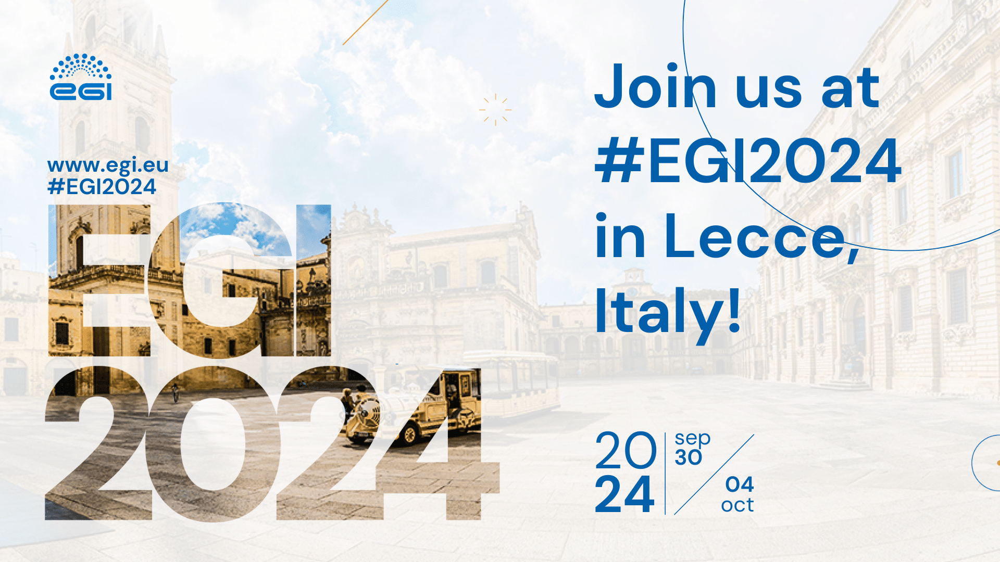 egi
www.egi.eu
#EGI2024
EGI
2024
Join us at
#EGI2024
in Lecce,
Italy!
20
24
sep
30
04
oct